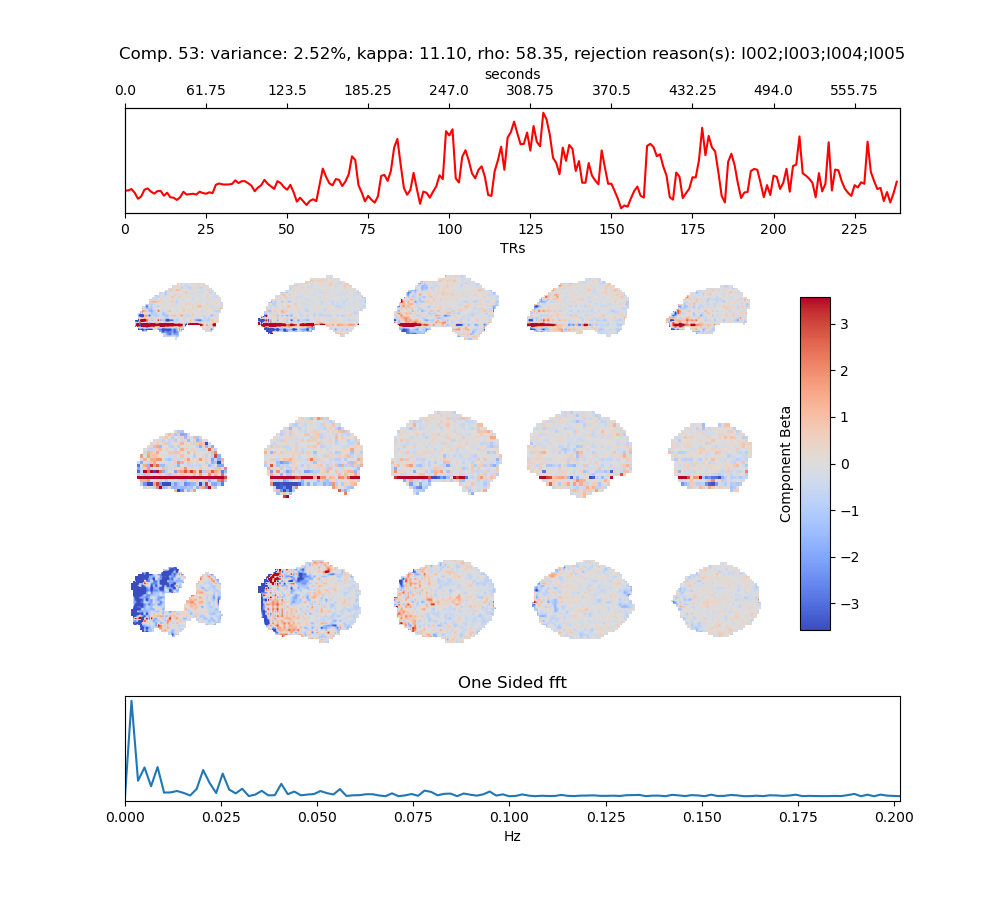 Comp. 53: variance: 2.52%, kappa: 11.10, rho: 58.35, rejection reason(s): I002;I003;I004;I005
seconds
0.0 61.75 123.5 185.25 247.0 308.75 370.5 432.25 494.0 555.75
0 25 50 75 100 125 150 175 200 225
TRs
3
2
1
0
−1
−2
−3
Component Beta
One Sided fft
0.000 0.025 0.050 0.075 0.100 0.125 0.150 0.175 0.200
Hz